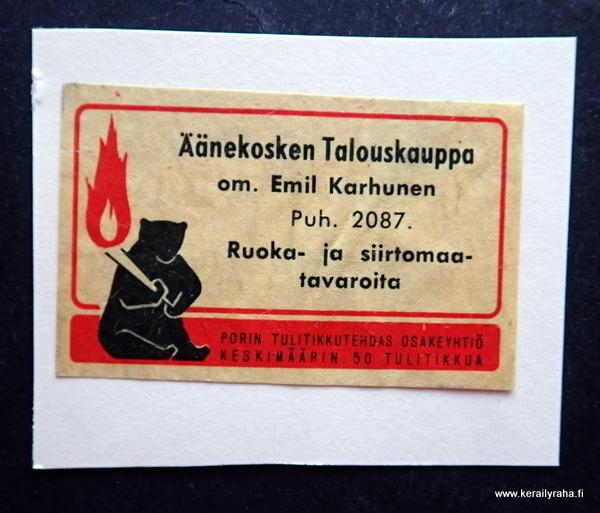 Äänekosken Talouskauppa
om. Emil Karhunen
Puh. 2087.
Ruoka- ja siirtomaa-
tavaroita
PORIN TULITIKKUTEHDAS OSAKEYHTIÖ
KESKIMÄÄRIN 50 TULITIKKUA
www.kerailyraha.fi